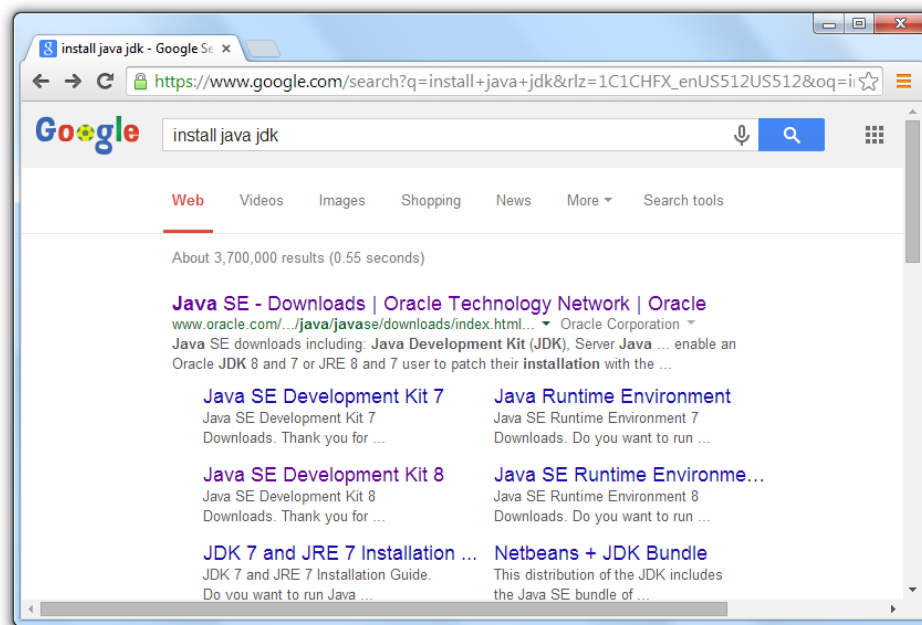 install java jdk - Google Se
https://www.google.com/search?q=install+java+jdk&rlz=1C1CHFX_enUS512US512&oq=i
Google
install java jdk
Web Videos Images Shopping News More Search tools
About 3,700,000 results (0.55 seconds)
Java SE - Downloads | Oracle Technology Network | Oracle
www.oracle.com/.../java/javase/downloads/index.html... Oracle Corporation
Java SE downloads including: Java Development Kit (JDK), Server Java ... enable an
Oracle JDK 8 and 7 or JRE 8 and 7 user to patch their installation with the ...
Java SE Development Kit 7
Java SE Development Kit 7
Downloads. Thank you for ...
Java Runtime Environment
Java SE Runtime Environment 7
Downloads. Do you want to run ...
Java SE Development Kit 8
Java SE Development Kit 8
Downloads. Thank you for ...
Java SE Runtime Environme...
Java SE Runtime Environment 8
Downloads. Do you want to run ...
JDK 7 and JRE 7 Installation ...
JDK 7 and JRE 7 Installation Guide.
Do you want to run Java ...
Netbeans + JDK Bundle
This distribution of the JDK includes
the Java SE bundle of ...